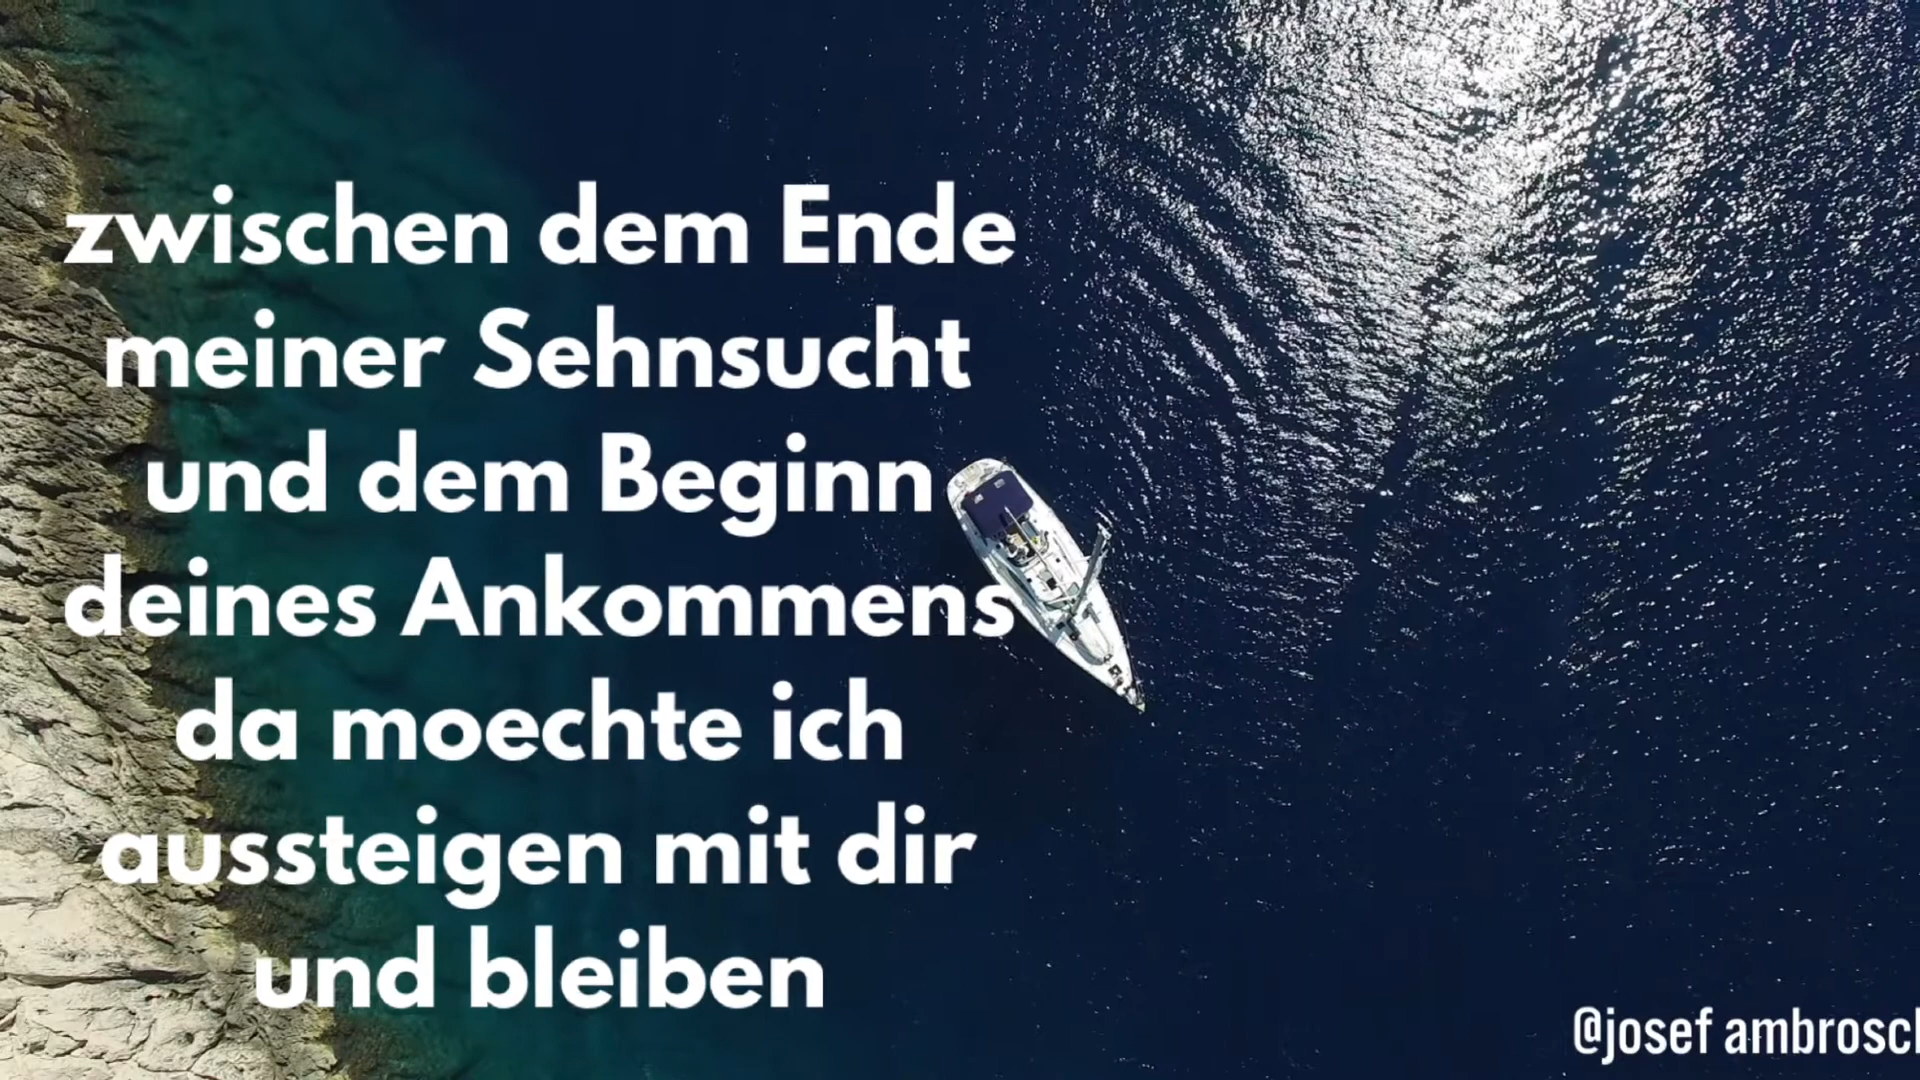 zwischen dem Ende
meiner Sehnsucht
und dem Beginn
deines Ankommens
da moechte ich
aussteigen mit dir
und bleiben
@josef ambrosch